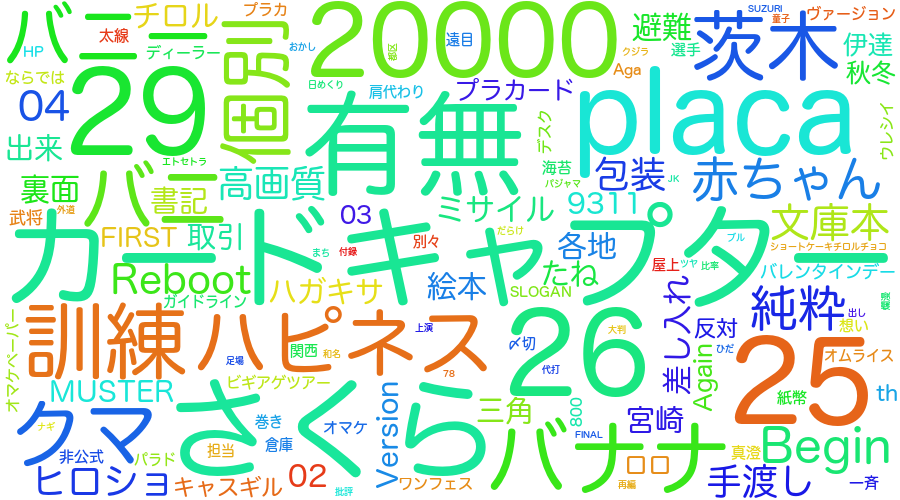 バニー
チロル
プラカ
20000
避難
茨木
SUZURI
童子
ヴァージョン
HP
太線
ディーラー
個別
おかし
都区
遠目
選手
クジラ
伊達
ならでは
29
日めくり
肩代わり
プラカード
Aga
秋冬
04
有無
placa
出来
エトセトラ
デスク
ウレシイ
裏面
バー
書記
高画質
海苔
パジャマ
包装
JK
赤ちゃん
武将
外道
03
ミサイル
9311
文庫本
FIRST
取引
カードキャプター
まち
付録
別々
だらけ
各地
プル
ショートケーキチロルチョコ
Reboot
ハガキサ
絵本
SLOGAN
たね
屋上
ツヤ
比率
バレンタインデー
ガイドライン
訓練
ハピネス
上演
26
差し入れ
純粋
出し
オマケペーパー
足場
関西
和名
〆切
大判
反対
想い
MUSTER
ビギアゲツアー
78
代打
ひだ
25
オムライス
クマ
さくら
Version
三角
800
Again
紙幣
th
ナギ
巻き
オマケ
宮崎
非公式
パラド
担当
倉庫
FINAL
バナナ
真澄
Begin
ヒロショ
キャスギル
02
批評
ワンフェス
再編
ロロ
手渡し
一斉